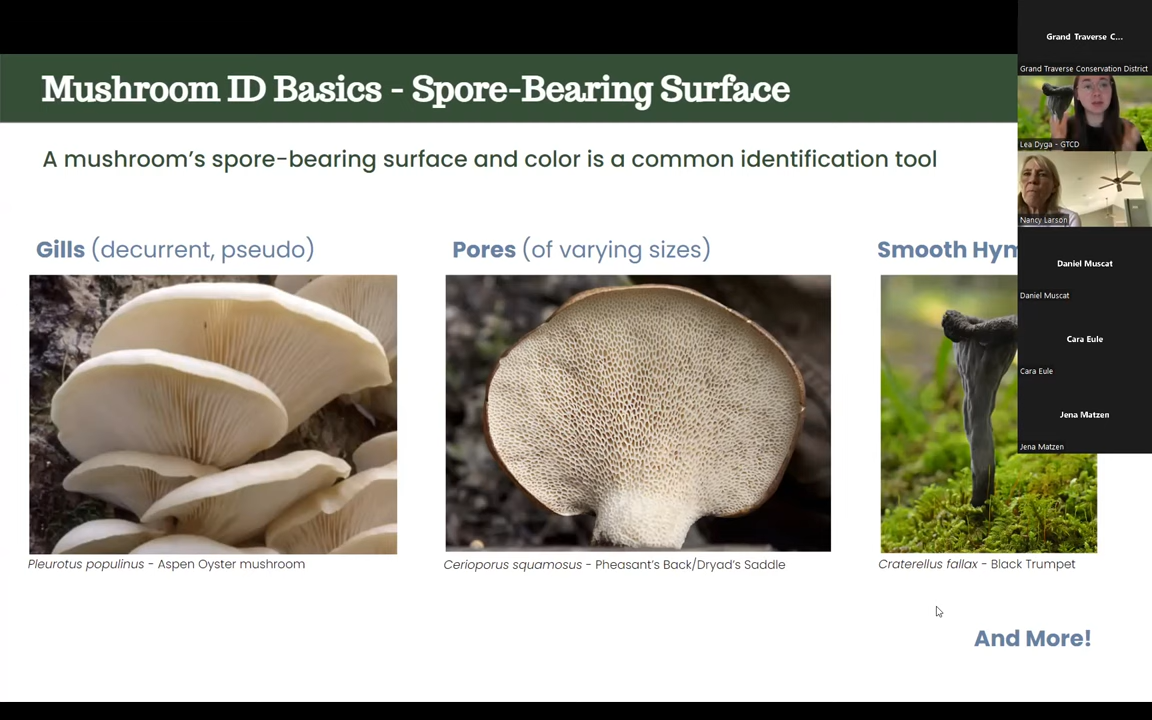 Mushroom ID Basics - Spore-Bearing Surface
A mushroom's spore-bearing surface and color is a common identification tool
Gills (decurrent, pseudo)
Pores (of varying sizes)
Smooth Hym
Pleurotus populinus - Aspen Oyster mushroom
Cerioporus squamosus - Pheasant's Back/Dryad's Saddle
Craterellus fallax - Black Trumpet
And More!
Grand Traverse C...
Grand Traverse Conservation District
Lea Dyga - GTCD
Nancy Larson
Daniel Muscat
Daniel Muscat
Cara Eule
Cara Eule
Jena Matzen
Jena Matzen